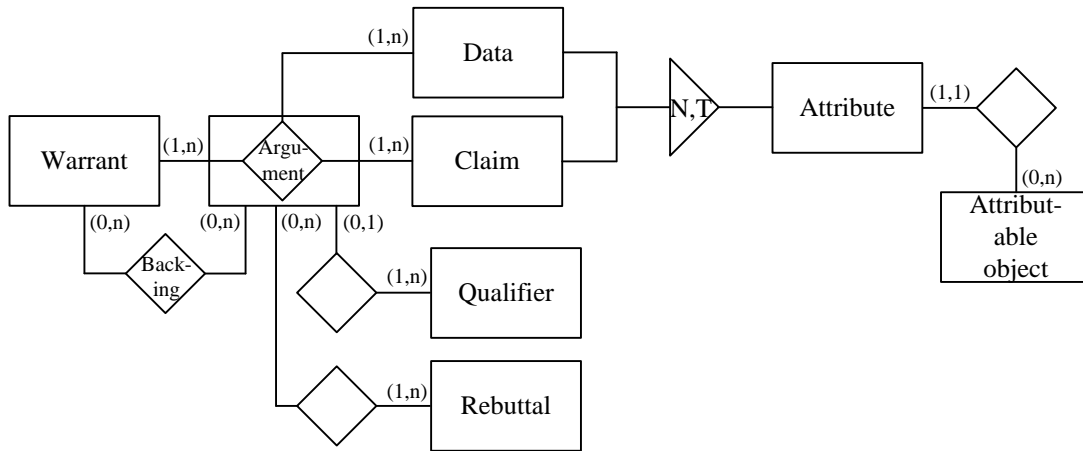 (1,n)
Data
N,T
Attribute
(1,1)
Warrant
(1,n)
Argu-
ment
(1,n)
Claim
(0,n)
(0,n)
(0,n)
(0,1)
(0,n)
Attribut-
able
object
Back-
ing
(1,n)
Qualifier
(1,n)
Rebuttal